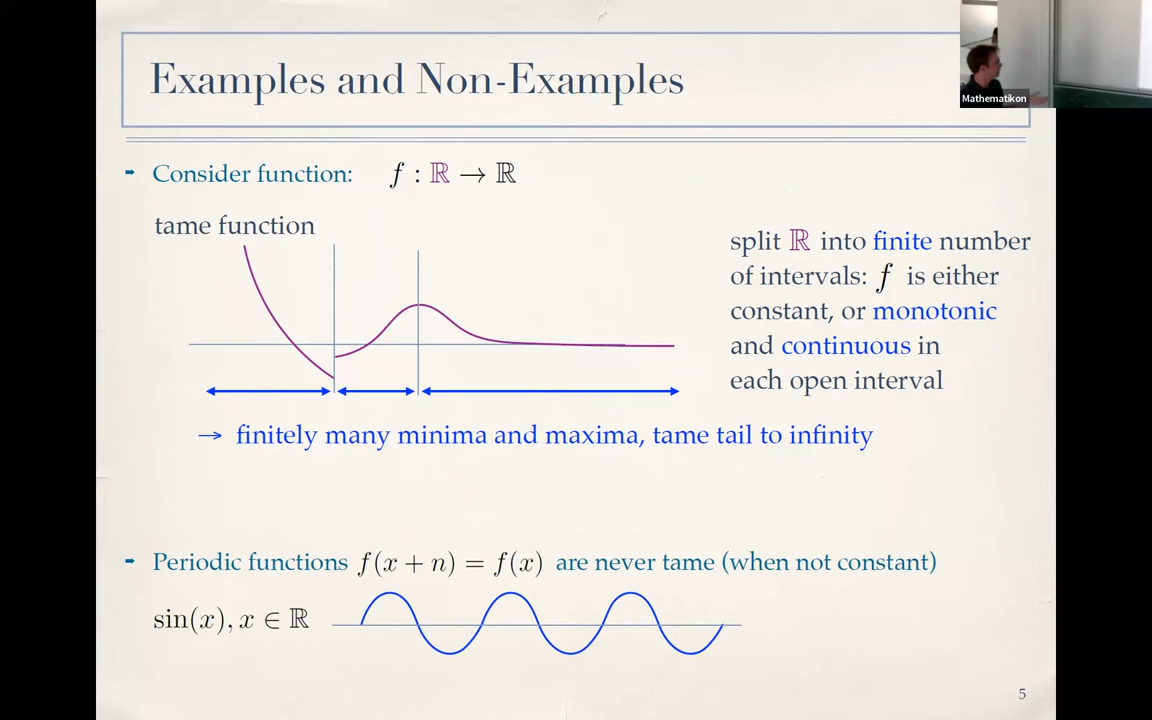 Examples and Non-Examples
Mathematikon
➨ Consider function: f : ℝ → ℝ
tame function
split ℝ into finite number
of intervals: f is either
constant, or monotonic
and continuous in
each open interval
→ finitely many minima and maxima, tame tail to infinity
➨ Periodic functions f(x + n) = f(x) are never tame (when not constant)
sin(x), x ∈ ℝ
5